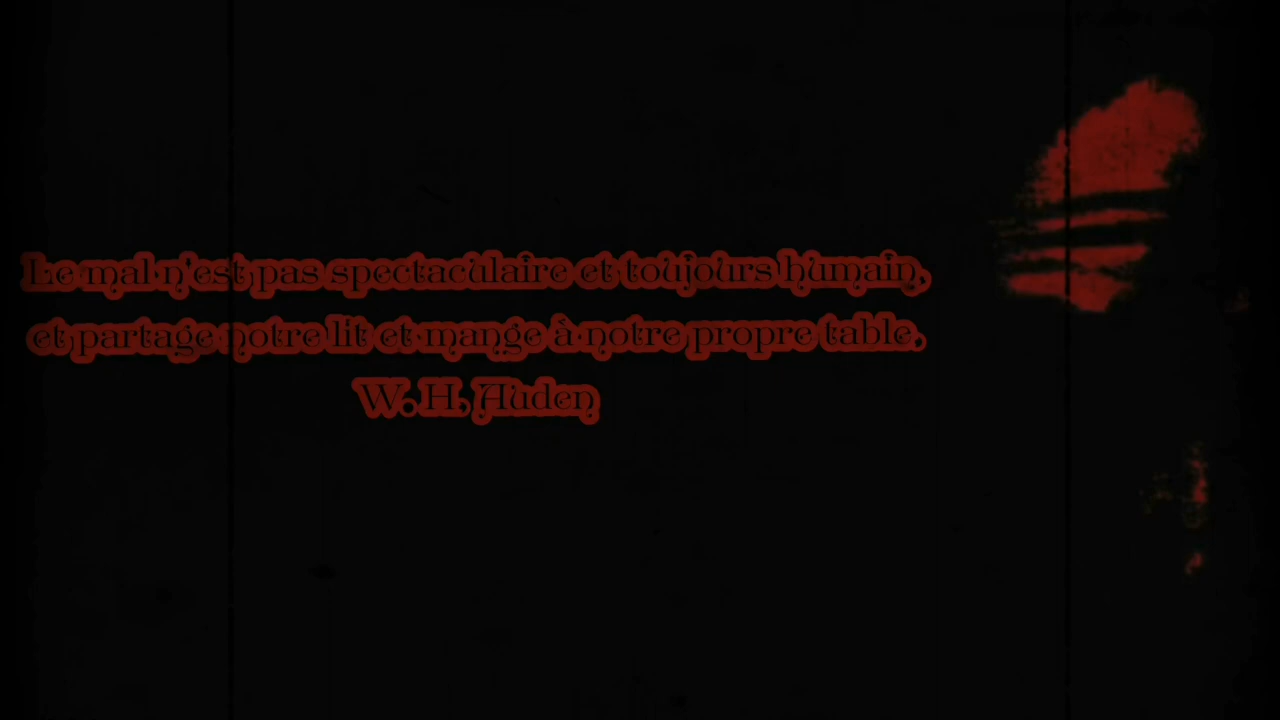 Le mal n'est pas spectaculaire et toujours humain,
et partage notre lit et mange à notre propre table.
W. H. Auden